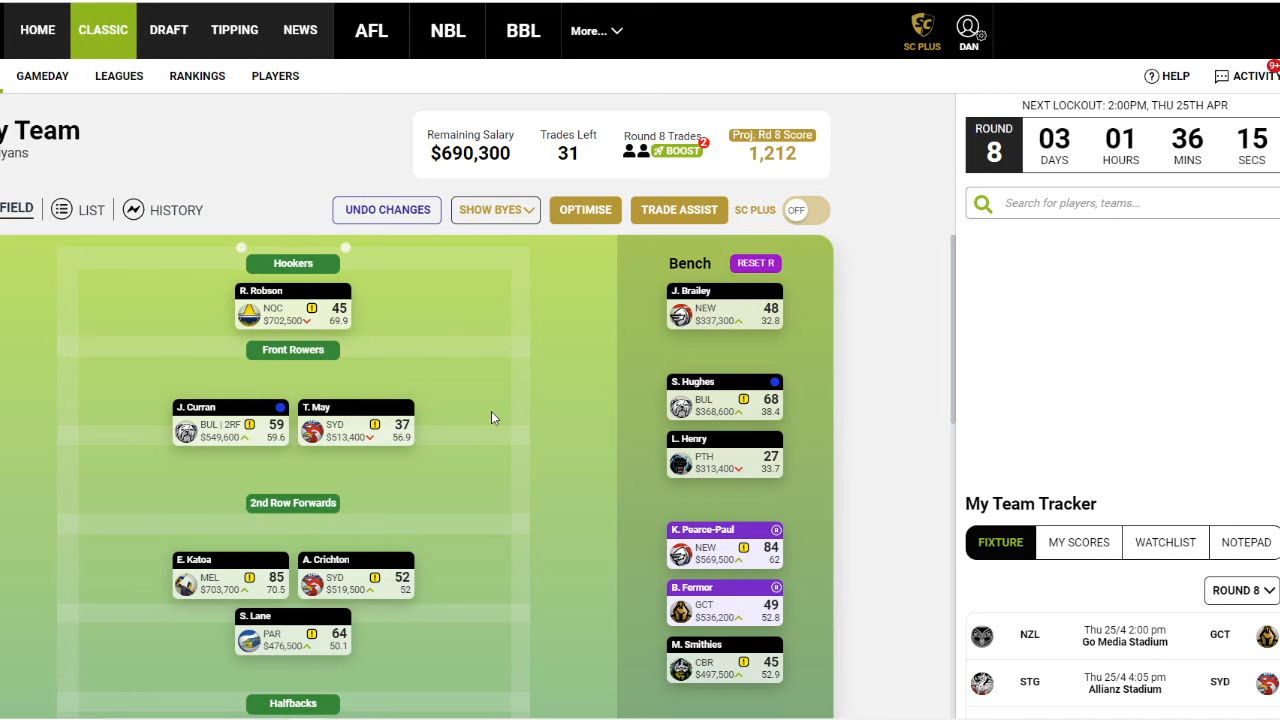 HOME CLASSIC DRAFT TIPPING NEWS AFL NBL BBL More... SC PLUS DAN
GAMEDAY LEAGUES RANKINGS PLAYERS HELP ACTIVITY 9+
NEXT LOCKOUT: 2:00PM, THU 25TH APR
y Team
yans
Remaining Salary
$690,300
Trades Left
31
Round 8 Trades
BOOST 2
Proj. Rd 8 Score
1,212
ROUND
8
03
DAYS
01
HOURS
36
MINS
15
SECS
Search for players, teams...
FIELD LIST HISTORY UNDO CHANGES SHOW BYES OPTIMISE TRADE ASSIST SC PLUS OFF
Hookers
R. Robson
NQC 45
$702,500 69.9
Front Rowers
J. Curran
BUL | 2RF 59
$549,600 59.6
T. May
SYD 37
$513,400 56.9
2nd Row Forwards
E. Katoa
MEL 85
$703,700 70.5
A. Crichton
SYD 52
$519,500 52
S. Lane
PAR 64
$476,500 50.1
Halfbacks
Bench RESET R
J. Brailey
NEW 48
$337,300 32.8
S. Hughes
BUL 68
$368,600 38.4
L. Henry
PTH 27
$313,400 33.7
K. Pearce-Paul R
NEW 84
$569,500 62
B. Fermor R
GCT 49
$536,200 52.8
M. Smithies
CBR 45
$497,500 52.9
My Team Tracker
FIXTURE MY SCORES WATCHLIST NOTEPAD
ROUND 8
NZL Thu 25/4 2:00 pm GCT
Go Media Stadium
STG Thu 25/4 4:05 pm SYD
Allianz Stadium